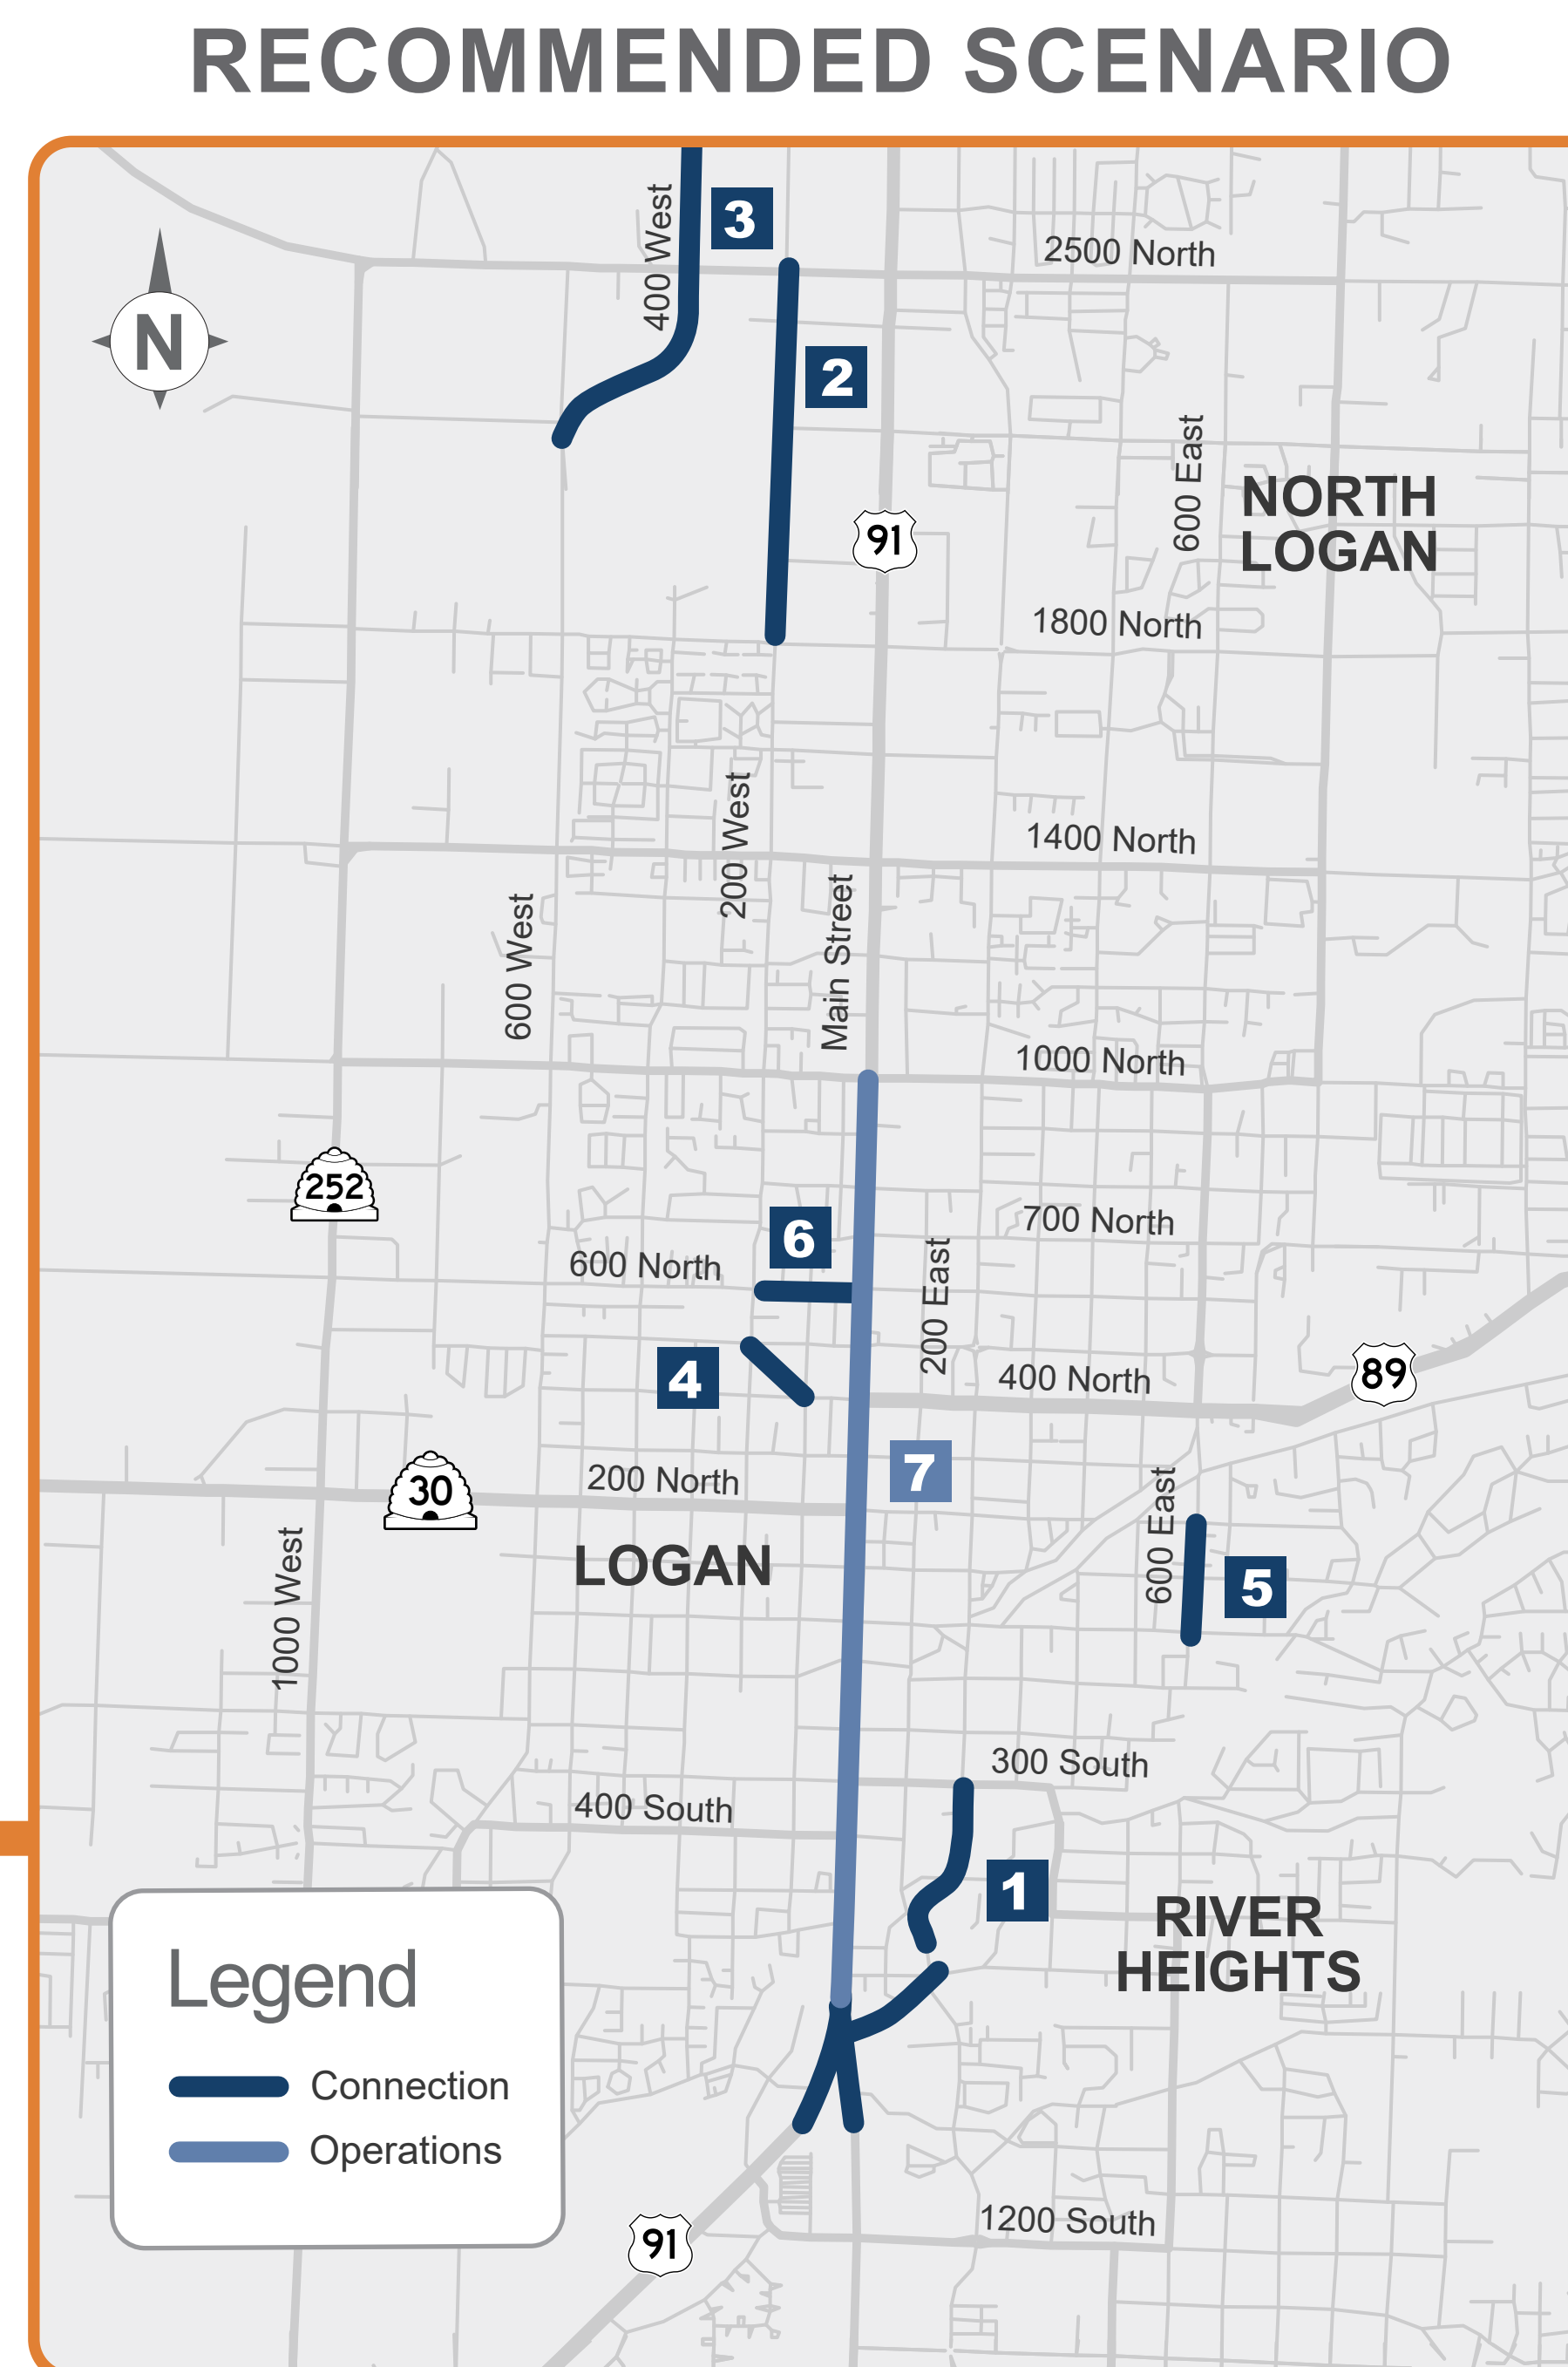 RECOMMENDED SCENARIO
3
400 West
2500 North
N
2
600 East
NORTH
LOGAN
91
1800 North
200 West
1400 North
Main Street
600 West
1000 North
252
6
700 North
600 North
200 East
4
400 North
89
7
200 North
30
600 East
LOGAN
5
1000 West
300 South
400 South
1
RIVER
HEIGHTS
Legend
Connection
Operations
1200 South
91